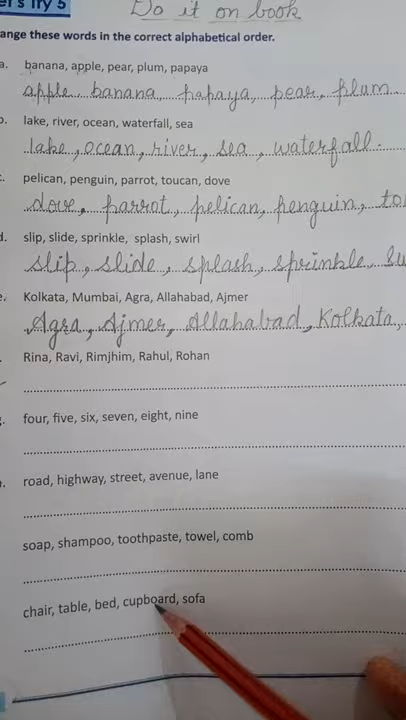 er's Try 5
Do it on book
ange these words in the correct alphabetical order.
a. banana, apple, pear, plum, papaya
apple, banana, papaya, pear, plum
b. lake, river, ocean, waterfall, sea
lake, ocean, river, sea, waterfall.
c. pelican, penguin, parrot, toucan, dove
dove, parrot, pelican, penguin, to
d. slip, slide, sprinkle, splash, swirl
slip, slide, splash, sprinkle, Sw
e. Kolkata, Mumbai, Agra, Allahabad, Ajmer
Agra, Ajmer, Allahabad, Kolkata,
Rina, Ravi, Rimjhim, Rahul, Rohan
four, five, six, seven, eight, nine
road, highway, street, avenue, lane
soap, shampoo, toothpaste, towel, comb
chair, table, bed, cupboard, sofa